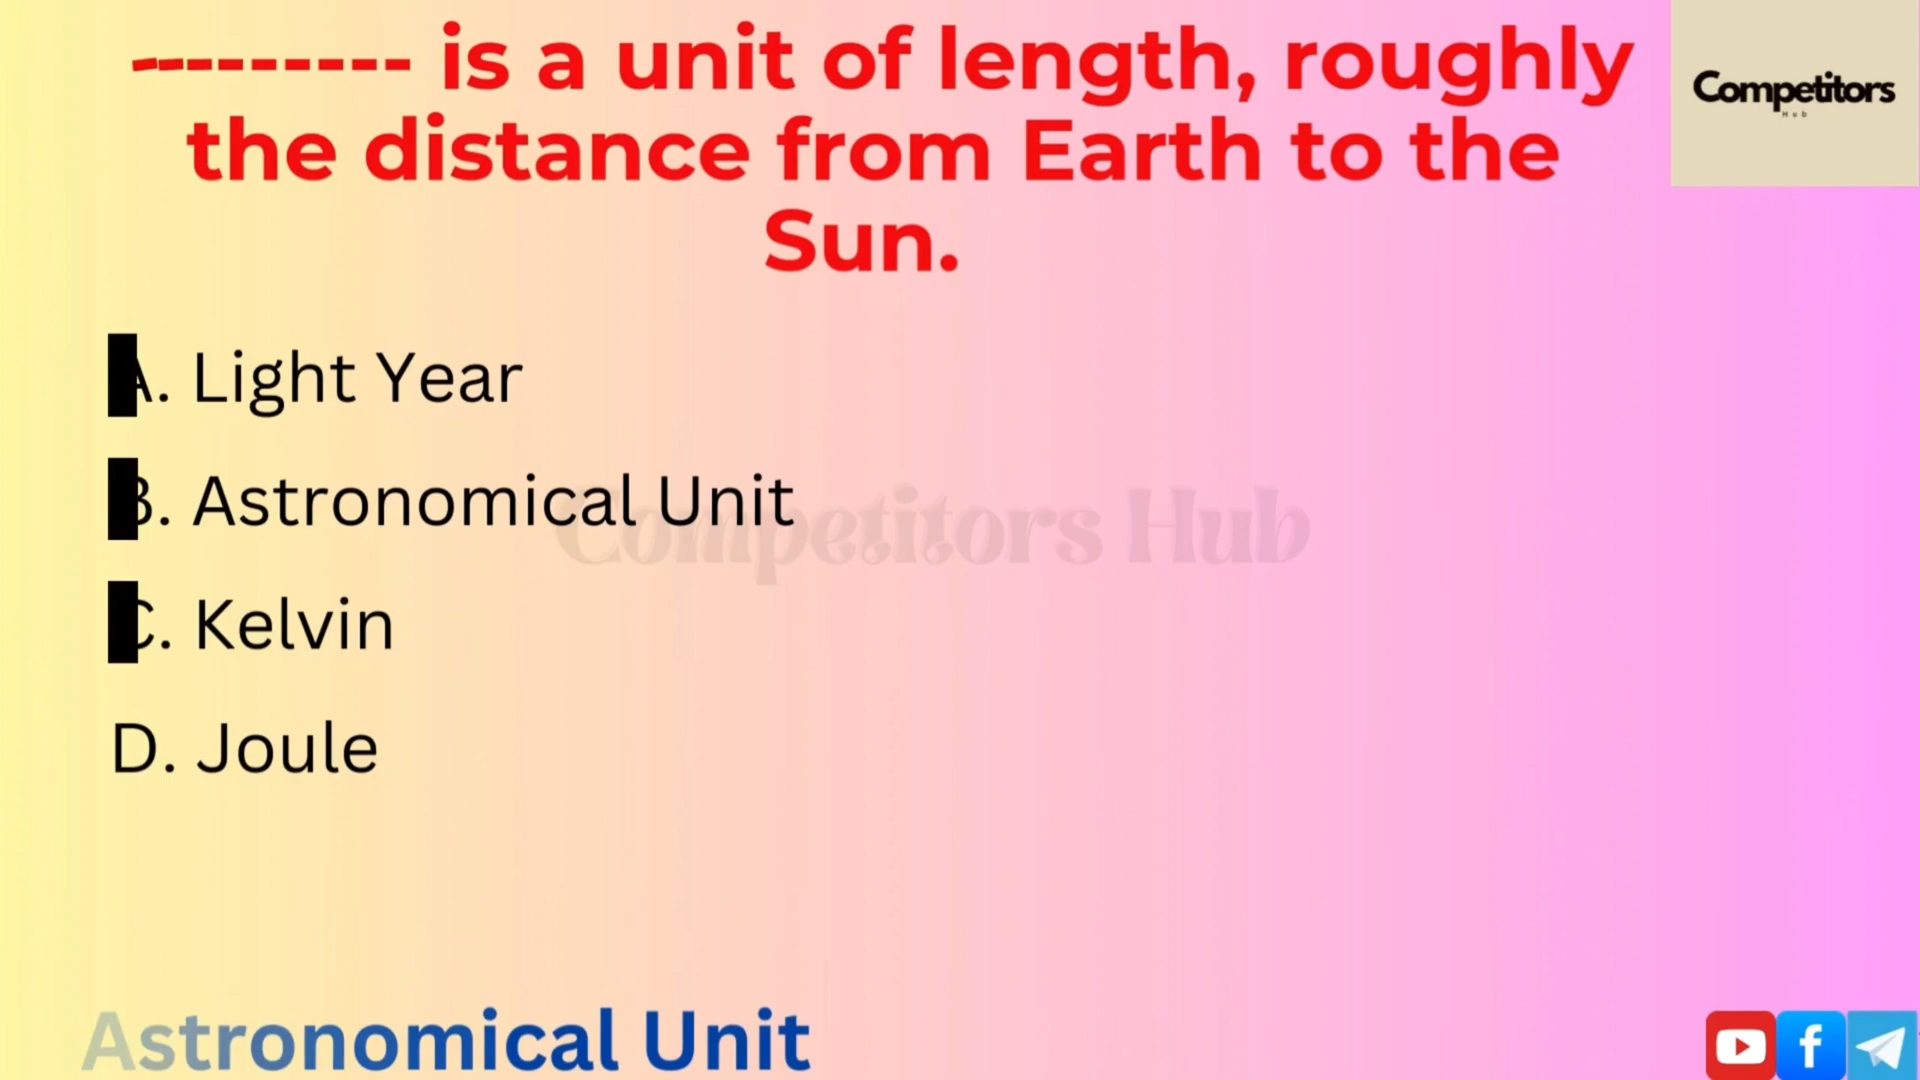 --------- is a unit of length, roughly
the distance from Earth to the
Sun.
Competitors
Hub
A. Light Year
B. Astronomical Unit
Competitors Hub
C. Kelvin
D. Joule
Astronomical Unit